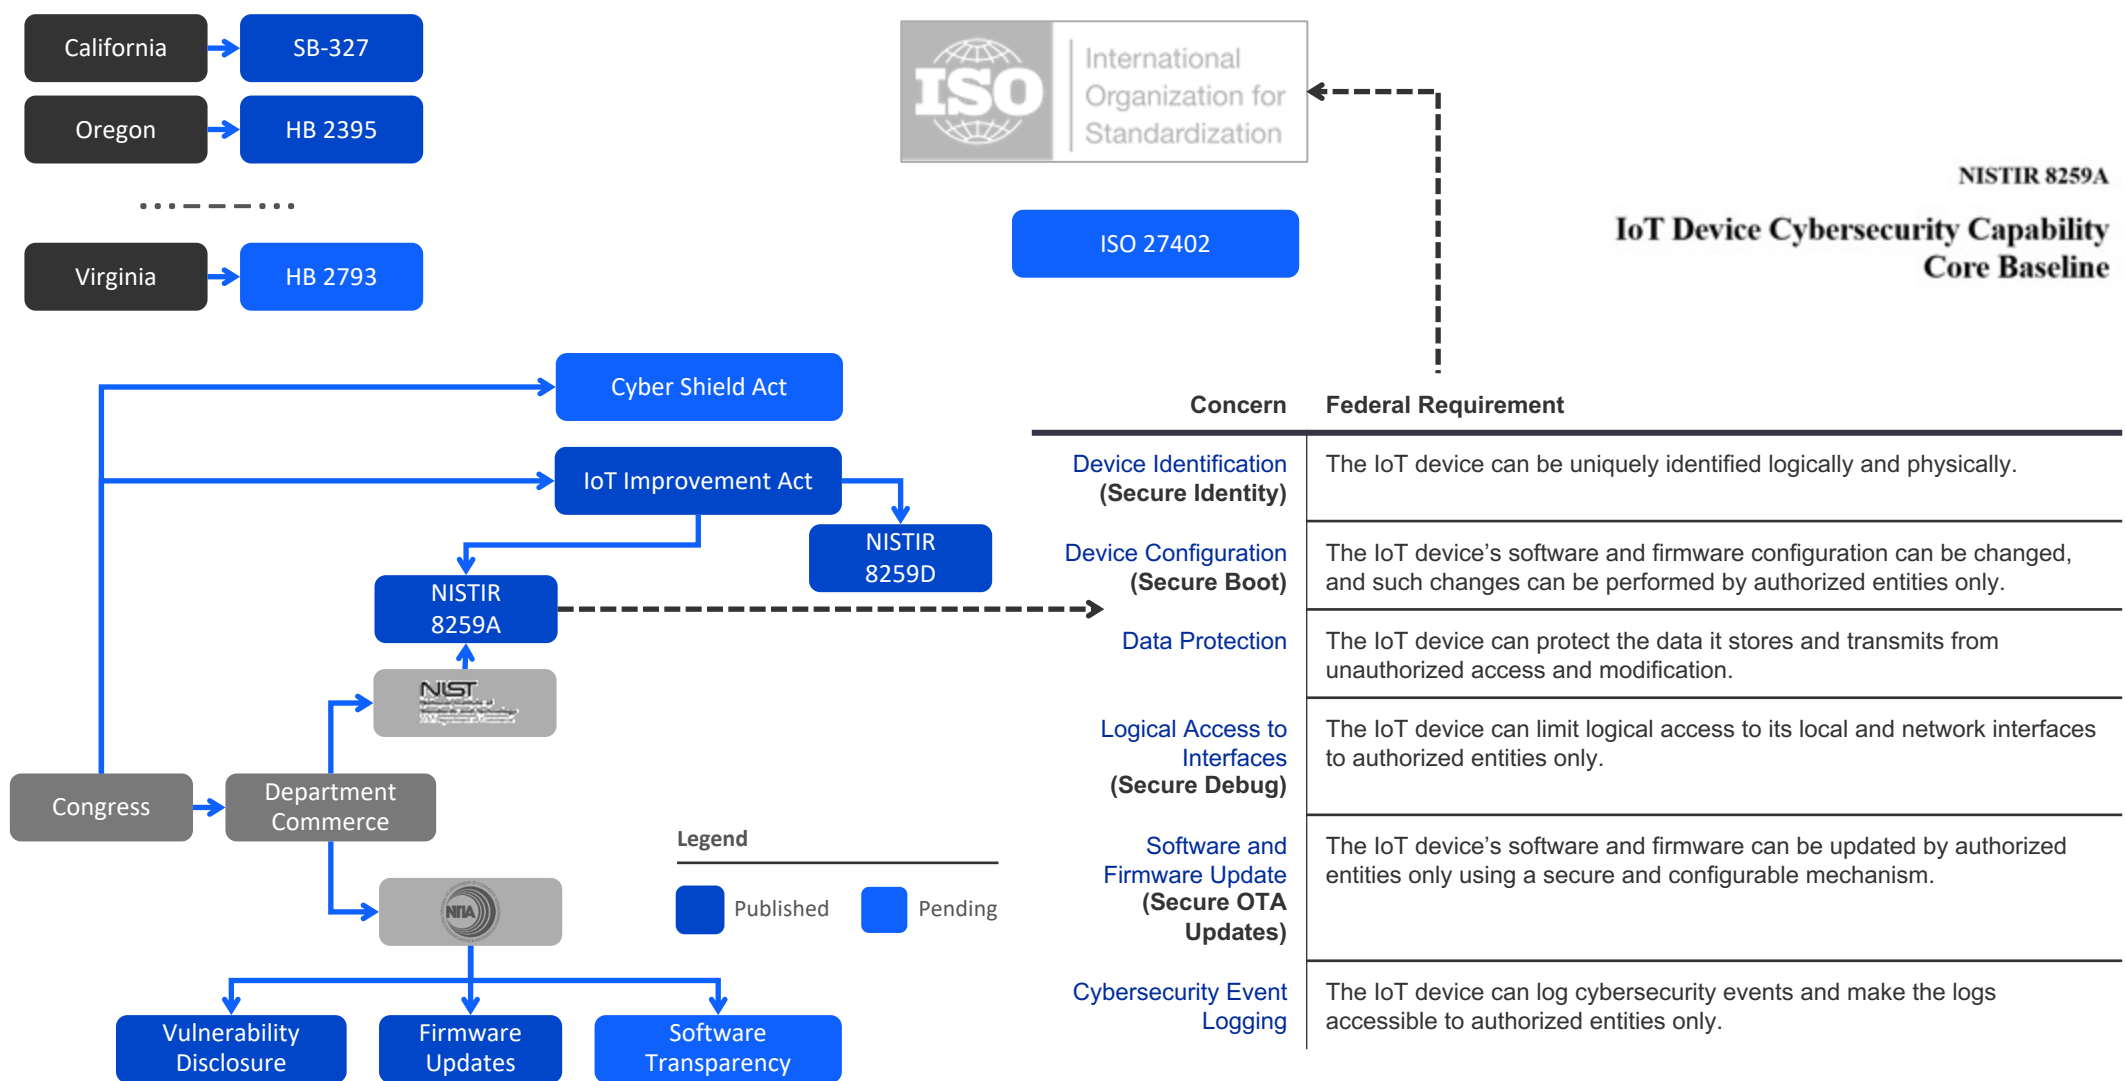 California
SB-327
Oregon
HB 2395
Virginia
HB 2793
ISO
International
Organization for
Standardization
ISO 27402
NISTIR 8259A
IoT Device Cybersecurity Capability
Core Baseline
Cyber Shield Act
IoT Improvement Act
NISTIR
8259D
NISTIR
8259A
NIST
Congress
Department
Commerce
NTIA
Vulnerability
Disclosure
Firmware
Updates
Software
Transparency
Legend
Published
Pending
Concern
Federal Requirement
Device Identification
(Secure Identity)
The IoT device can be uniquely identified logically and physically.
Device Configuration
(Secure Boot)
The IoT device’s software and firmware configuration can be changed,
and such changes can be performed by authorized entities only.
Data Protection
The IoT device can protect the data it stores and transmits from
unauthorized access and modification.
Logical Access to
Interfaces
(Secure Debug)
The IoT device can limit logical access to its local and network interfaces
to authorized entities only.
Software and
Firmware Update
(Secure OTA
Updates)
The IoT device’s software and firmware can be updated by authorized
entities only using a secure and configurable mechanism.
Cybersecurity Event
Logging
The IoT device can log cybersecurity events and make the logs
accessible to authorized entities only.